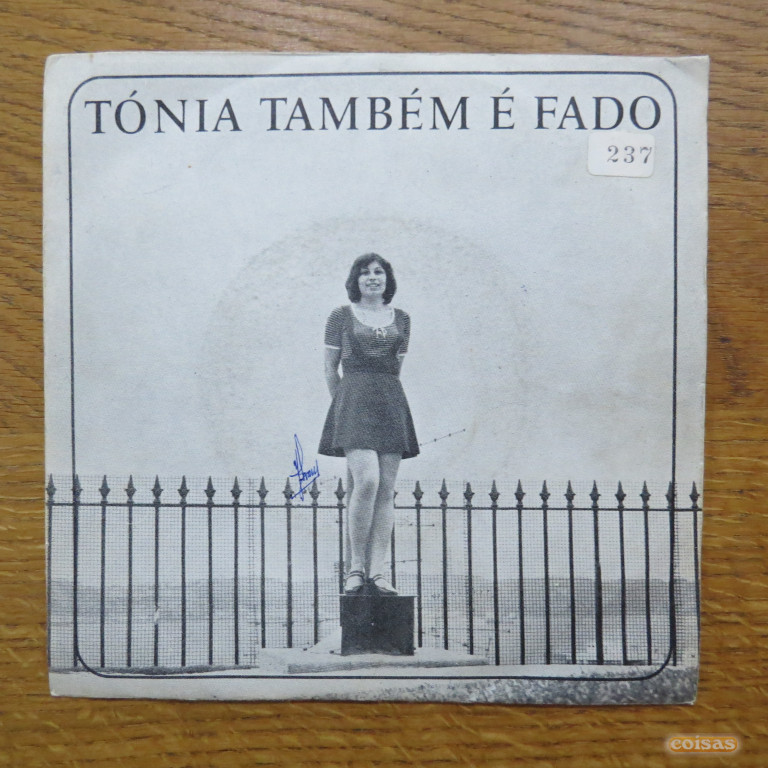 TÓNIA TAMBÉM É FADO
237
coisas